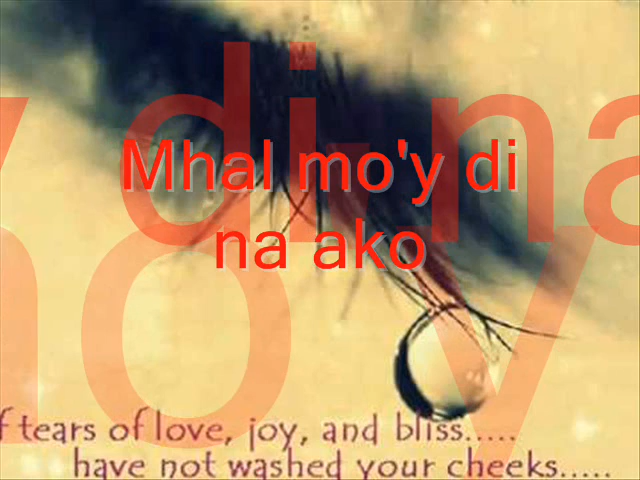 Mhal mo'y di
na ako
f tears of love, joy, and bliss.....
have not washed your cheeks.....